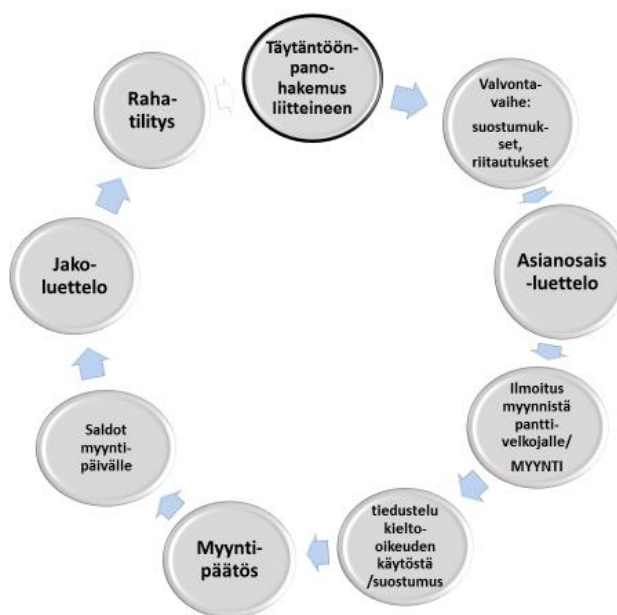 Täytäntöön-
pano-
hakemus
liitteineen
Valvonta-
vaihe:
suostumuk-
set,
riitautukset
Asianosais
-luettelo
Ilmoitus
myynnistä
pantti-
velkojalle/
MYYNTI
tiedustelu
kielto-
oikeuden
käytöstä
/suostumus
Myynti-
päätös
Saldot
myynti-
päivälle
Jako-
luettelo
Raha-
tilitys